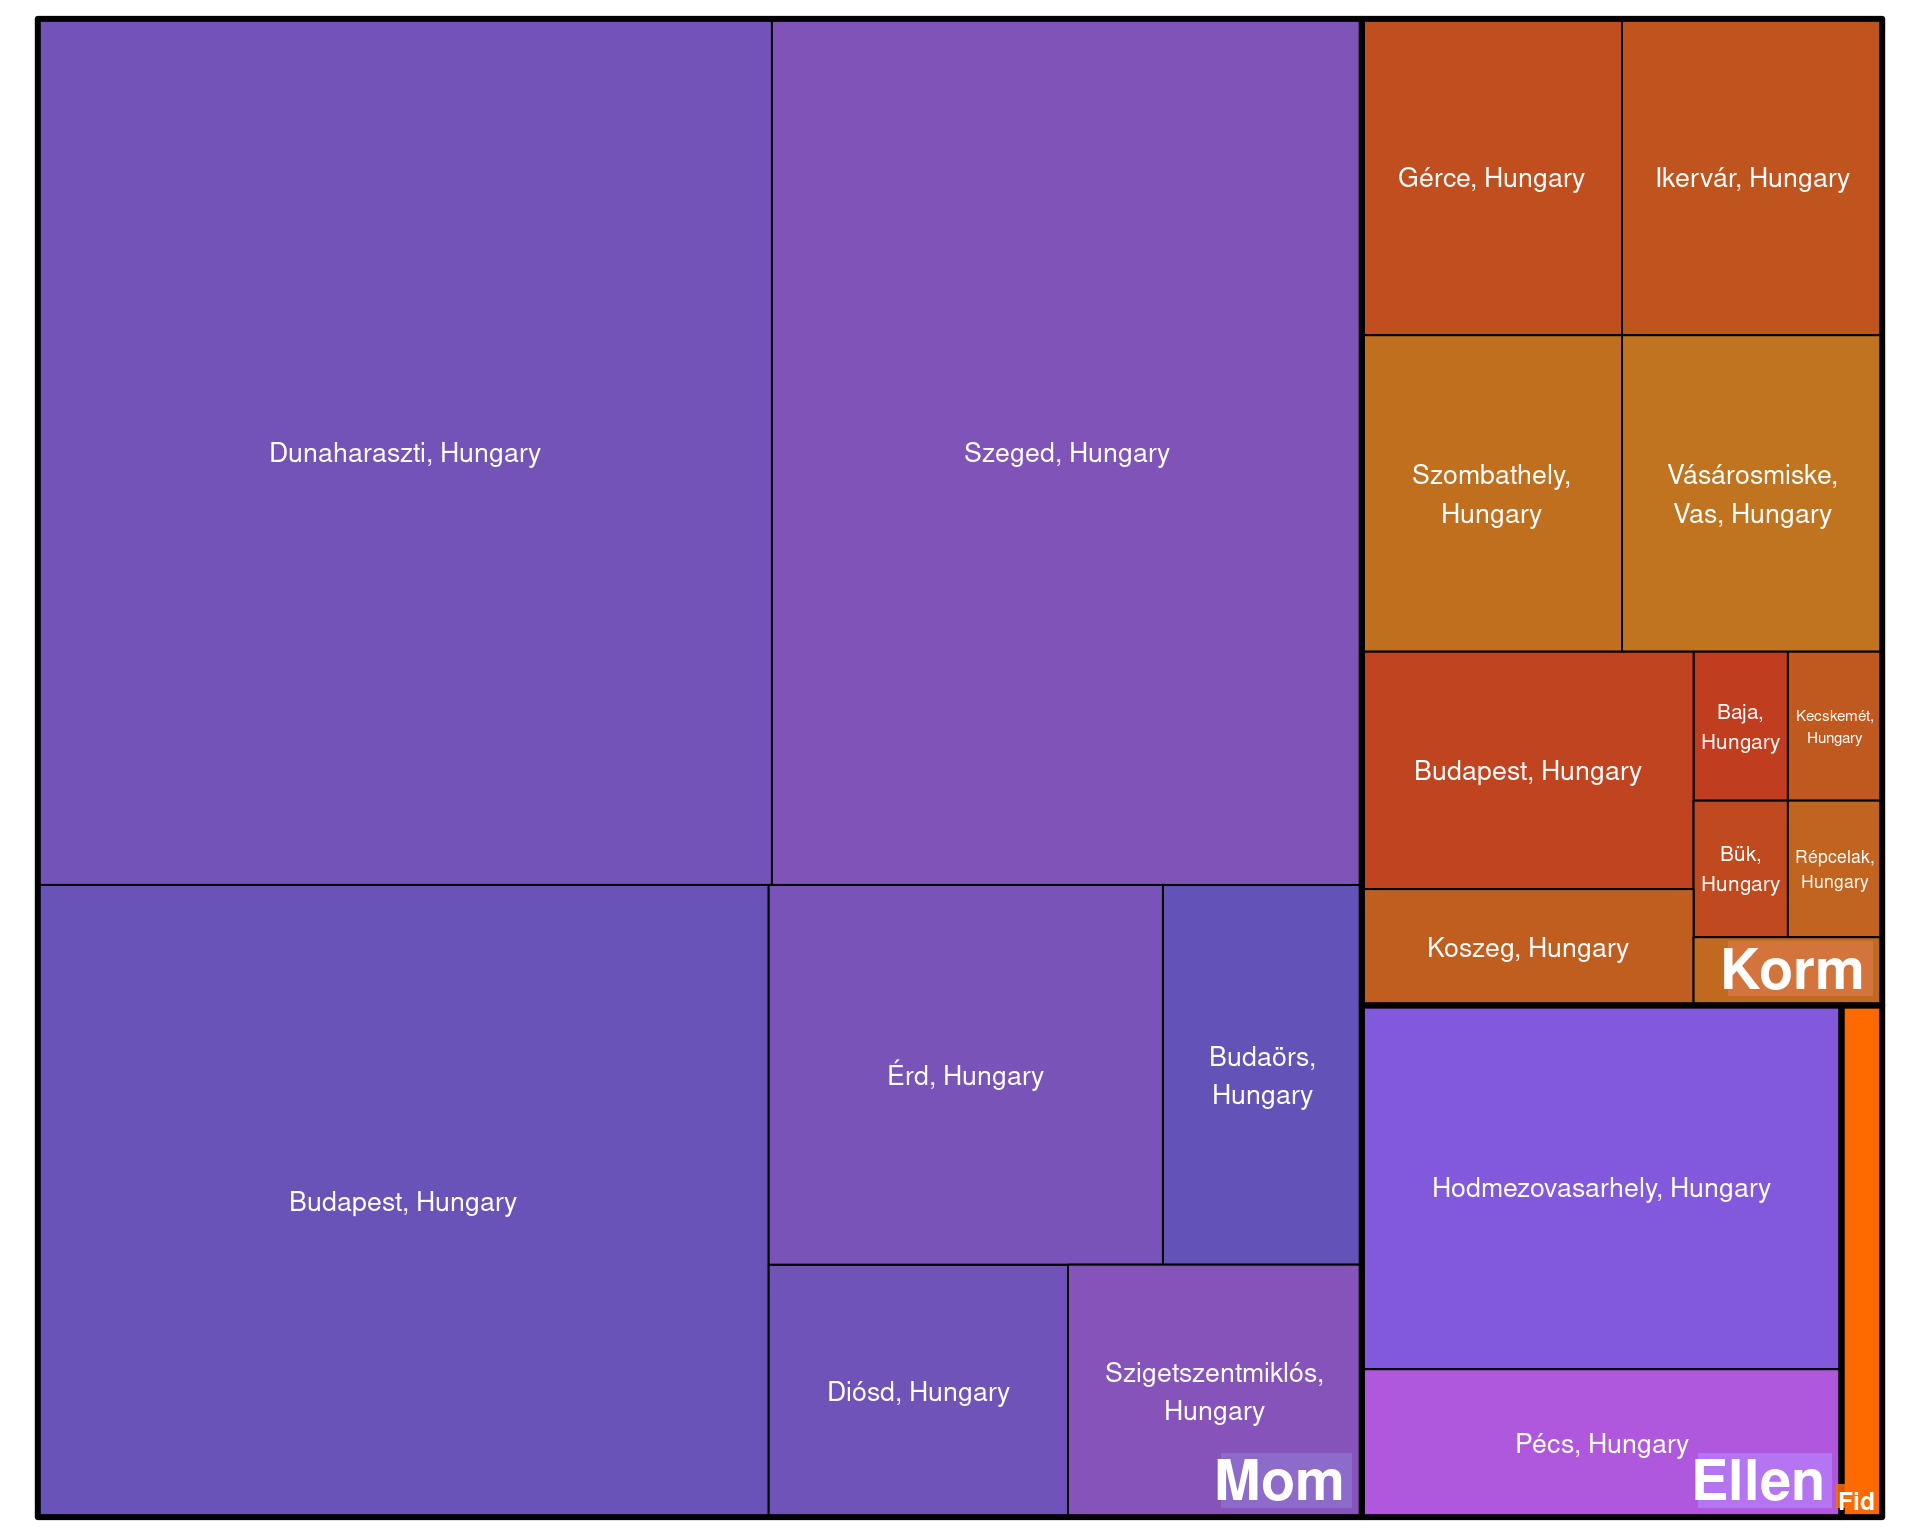 Dunaharaszti, Hungary
Szeged, Hungary
Budapest, Hungary
Érd, Hungary
Budaörs,
Hungary
Diósd, Hungary
Szigetszentmiklós,
Hungary
Mom
Gérce, Hungary
Ikervár, Hungary
Szombathely,
Hungary
Vásárosmiske,
Vas, Hungary
Budapest, Hungary
Baja,
Hungary
Kecskemét,
Hungary
Bük,
Hungary
Répcelak,
Hungary
Koszeg, Hungary
Korm
Hodmezovasarhely, Hungary
Pécs, Hungary
Ellen
Fid